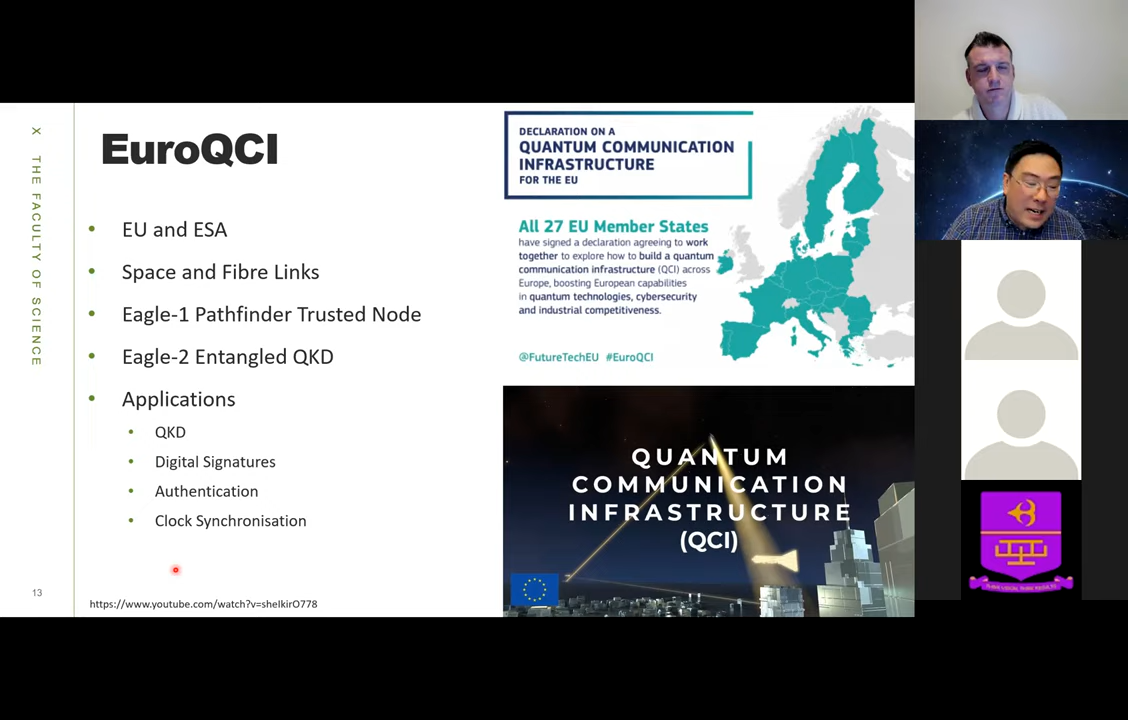 X THE FACULTY OF SCIENCE
EuroQCI
• EU and ESA
• Space and Fibre Links
• Eagle-1 Pathfinder Trusted Node
• Eagle-2 Entangled QKD
• Applications
• QKD
• Digital Signatures
• Authentication
• Clock Synchronisation
13
https://www.youtube.com/watch?v=shelkirO778
DECLARATION ON A
QUANTUM COMMUNICATION
INFRASTRUCTURE
FOR THE EU
All 27 EU Member States
have signed a declaration agreeing to work
together to explore how to build a quantum
communication infrastructure (QCI) across
Europe, boosting European capabilities
in quantum technologies, cybersecurity
and industrial competitiveness.
@FutureTechEU #EuroQCI
QUANTUM
COMMUNICATION
INFRASTRUCTURE
(QCI)